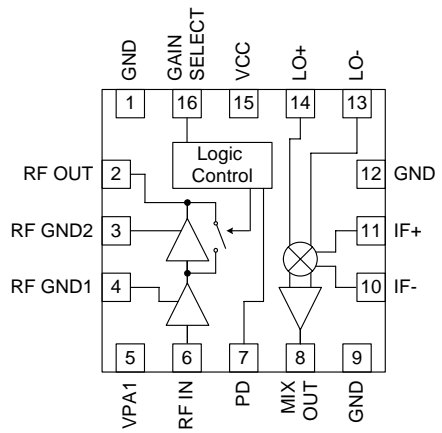 GND
GAIN
SELECT
VCC
LO+
LO-
1
16
15
14
13
Logic
Control
RF OUT
2
12
GND
RF GND2
3
11
IF+
RF GND1
4
10
IF-
5
6
7
8
9
VPA1
RF IN
PD
MIX
OUT
GND